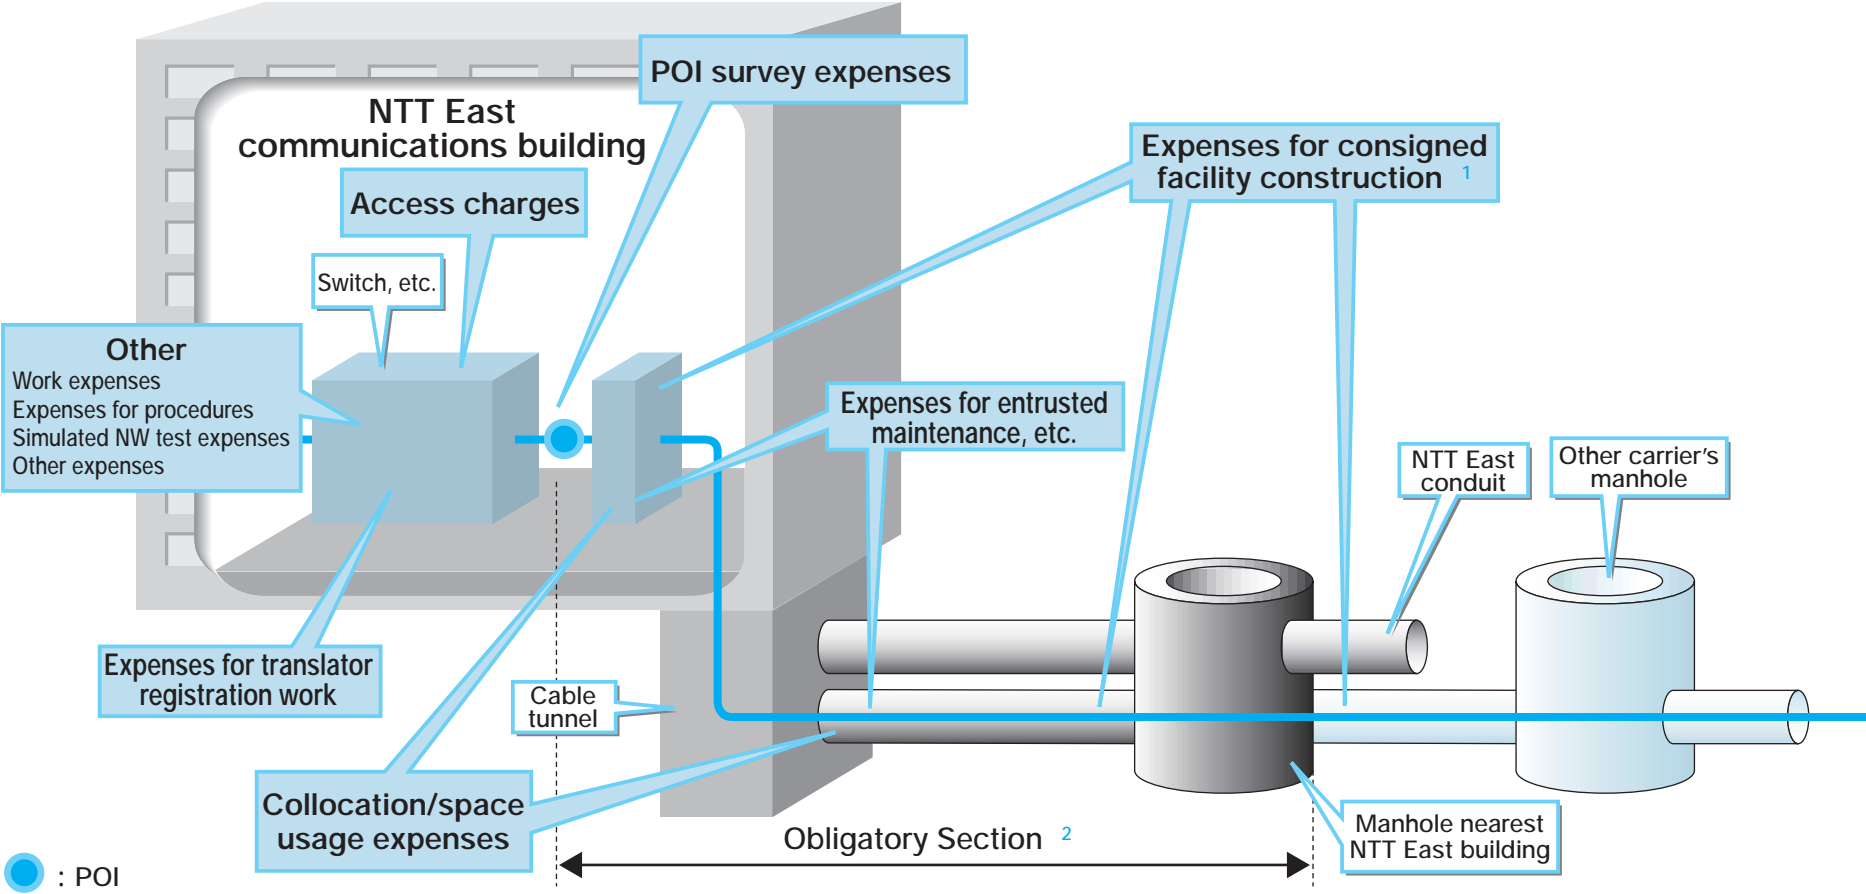 POI survey expenses
NTT East
communications building
Expenses for consigned
facility construction 1
Access charges
Switch, etc.
Other
Work expenses
Expenses for procedures
Simulated NW test expenses
Other expenses
Expenses for entrusted
maintenance, etc.
NTT East
conduit
Other carrier's
manhole
Expenses for translator
registration work
Cable
tunnel
Collocation/space
usage expenses
Obligatory Section 2
Manhole nearest
NTT East building
: POI